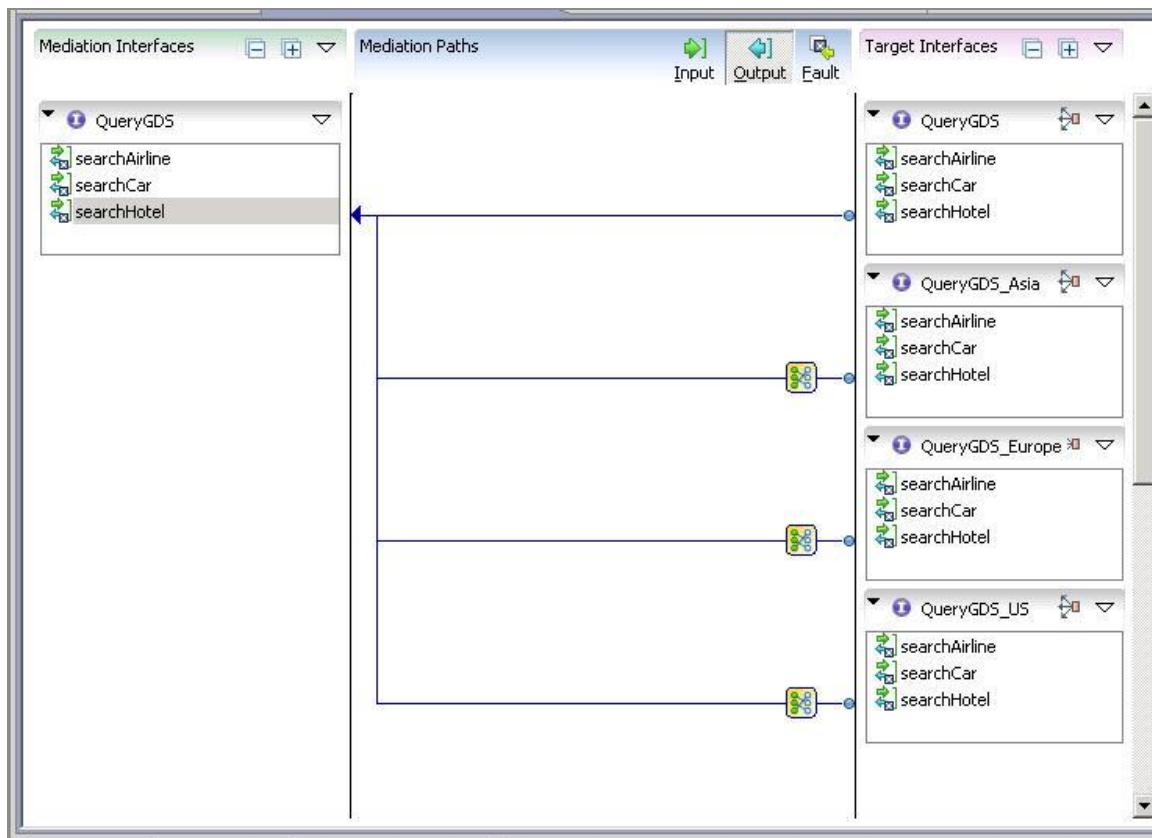 Mediation Interfaces
Mediation Paths
Input
Output
Fault
Target Interfaces
QueryGDS
searchAirline
searchCar
searchHotel
QueryGDS
searchAirline
searchCar
searchHotel
QueryGDS_Asia
searchAirline
searchCar
searchHotel
QueryGDS_Europe
searchAirline
searchCar
searchHotel
QueryGDS_US
searchAirline
searchCar
searchHotel